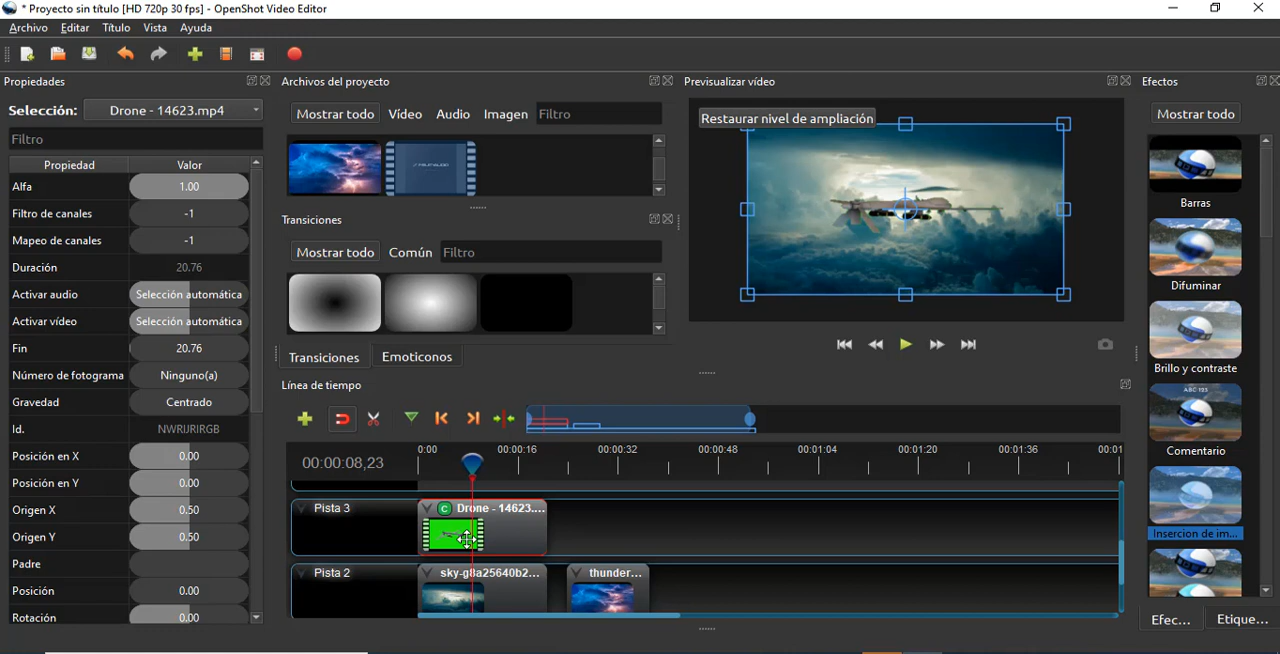 * Proyecto sin título [HD 720p 30 fps] - OpenShot Video Editor
Archivo Editar Título Vista Ayuda
Propiedades
Selección: Drone - 14623.mp4
Filtro
Propiedad Valor
Alfa 1.00
Filtro de canales -1
Mapeo de canales -1
Duración 20.76
Activar audio Selección automática
Activar vídeo Selección automática
Fin 20.76
Número de fotograma Ninguno(a)
Gravedad Centrado
Id. NWRIJRIRGB
Posición en X 0.00
Posición en Y 0.00
Origen X 0.50
Origen Y 0.50
Padre
Posición 0.00
Rotación 0.00
Archivos del proyecto
Mostrar todo Vídeo Audio Imagen Filtro
Transiciones
Mostrar todo Común Filtro
Transiciones Emoticonos
Previsualizar vídeo
Restaurar nivel de ampliación
Línea de tiempo
00:00:08,23
0:00 00:00:16 00:00:32 00:00:48 00:01:04 00:01:20 00:01:36 00:01
Pista 3
C Drone - 14623....
Pista 2
sky-g8a25640b2... thunder...
Efectos
Mostrar todo
Barras
Difuminar
Brillo y contraste
ABC 123
Comentario
Insercion de im...
Efec... Etique...